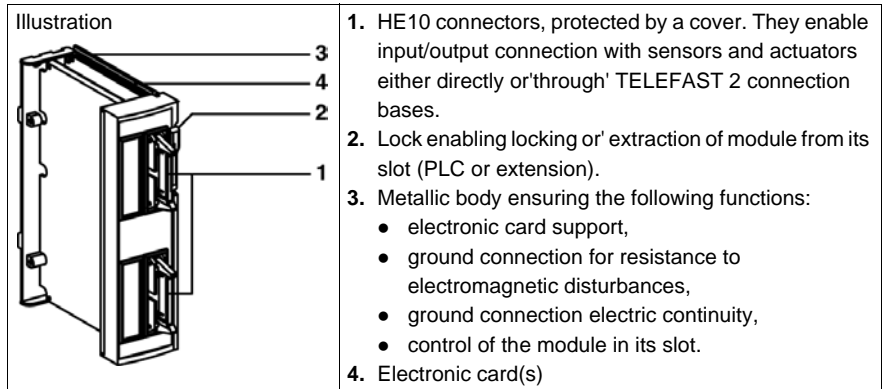 Illustration
3
4
2
1
1. HE10 connectors, protected by a cover. They enable
input/output connection with sensors and actuators
either directly or'through' TELEFAST 2 connection
bases.
2. Lock enabling locking or' extraction of module from its
slot (PLC or extension).
3. Metallic body ensuring the following functions:
● electronic card support,
● ground connection for resistance to
electromagnetic disturbances,
● ground connection electric continuity,
● control of the module in its slot.
4. Electronic card(s)